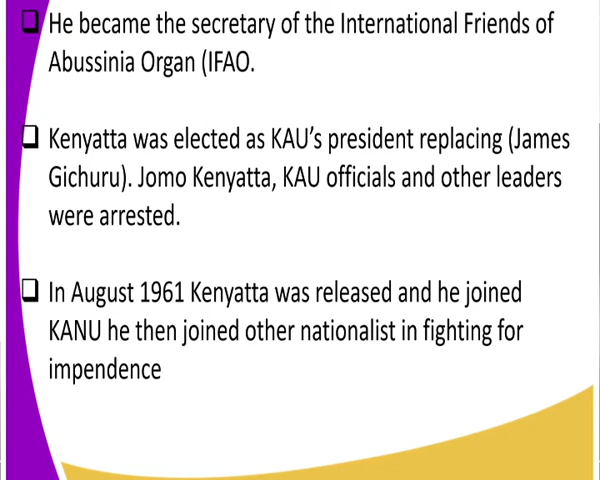 He became the secretary of the International Friends of
Abussinia Organ (IFAO.
Kenyatta was elected as KAU's president replacing (James
Gichuru). Jomo Kenyatta, KAU officials and other leaders
were arrested.
In August 1961 Kenyatta was released and he joined
KANU he then joined other nationalist in fighting for
impendence